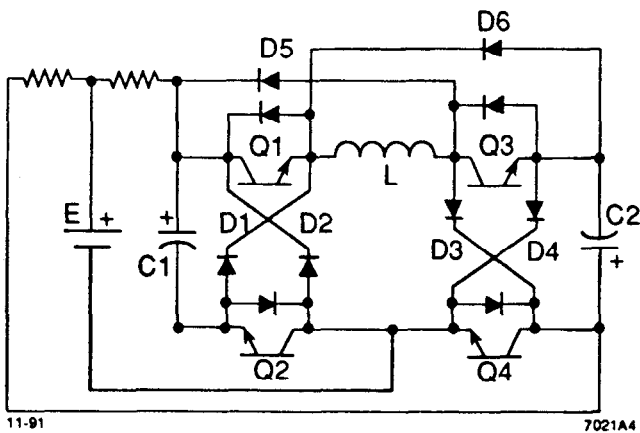 D6
D5
Q1
Q3
L
E +
+
C1
D1
D2
D3
D4
C2
+
Q2
Q4
11-91
7021A4